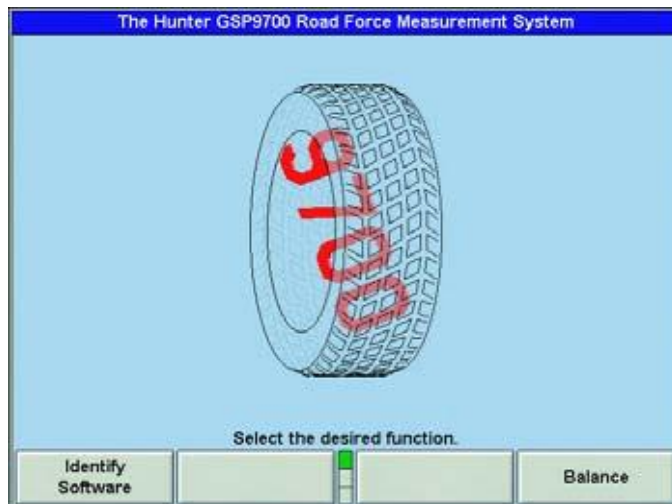 The Hunter GSP9700 Road Force Measurement System
9700
Select the desired function.
Identify
Software
Balance